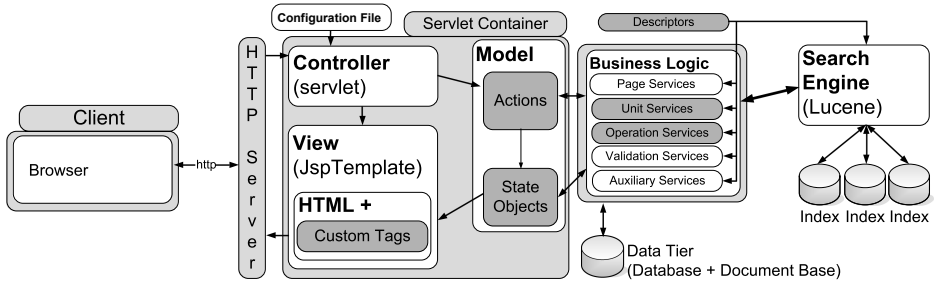 Configuration File
Servlet Container
Descriptors
HTTP Server
Controller
(servlet)
Model
Business Logic
Page Services
Unit Services
Operation Services
Validation Services
Auxiliary Services
Search
Engine
(Lucene)
Actions
Client
Browser
http
View
(JspTemplate)
HTML +
Custom Tags
State
Objects
Index
Index
Index
Data Tier
(Database + Document Base)